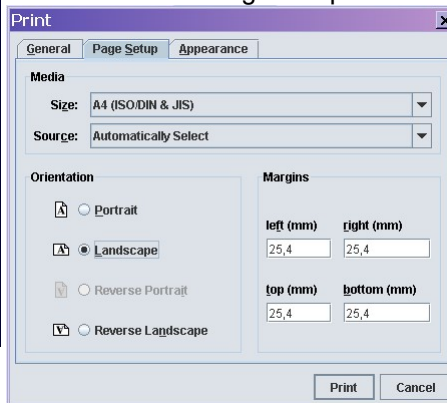 Print
General Page Setup Appearance
Media
Size: A4 (ISO/DIN & JIS)
Source: Automatically Select
Orientation
Portrait
Landscape
Reverse Portrait
Reverse Landscape
Margins
left (mm) right (mm)
25,4 25,4
top (mm) bottom (mm)
25,4 25,4
Print Cancel